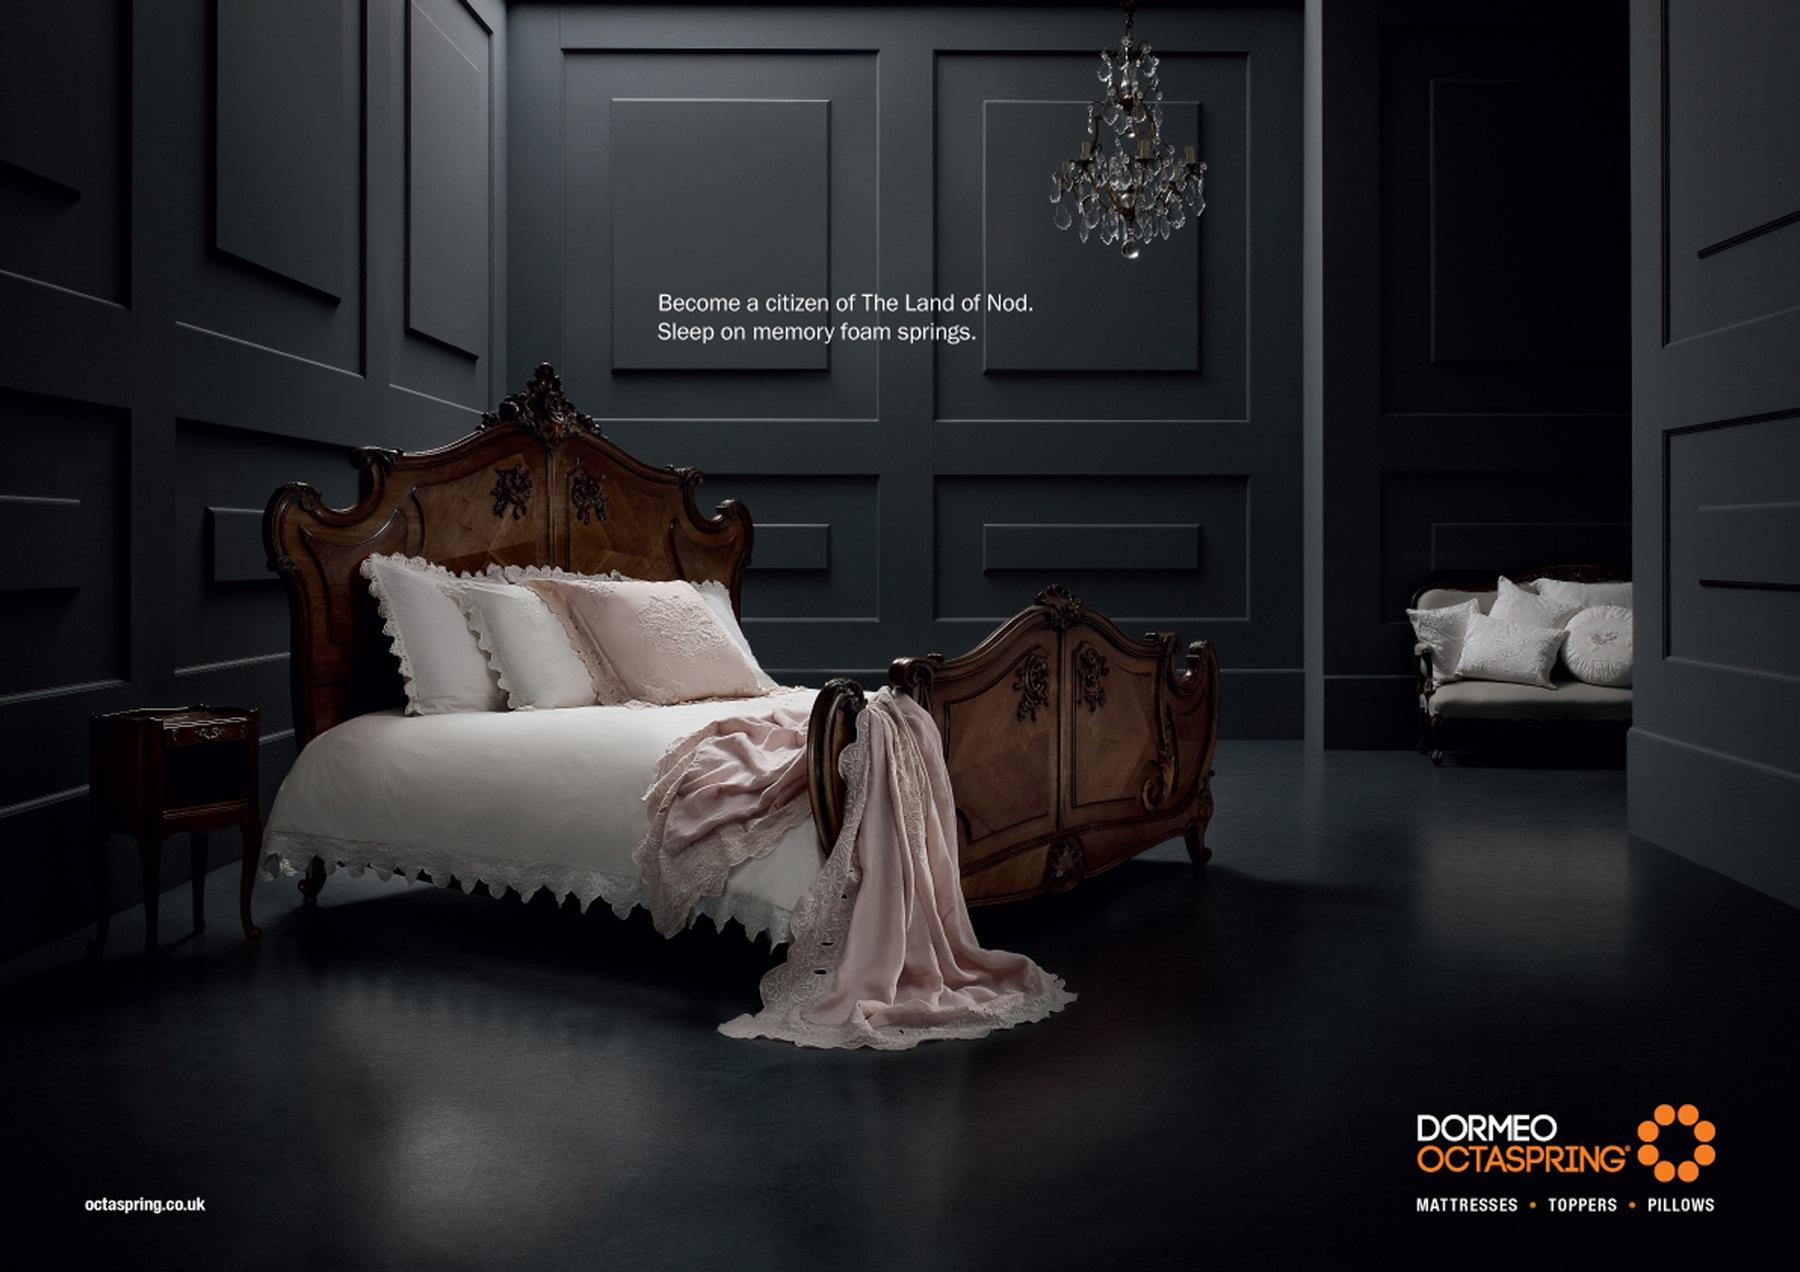 Become a citizen of The Land of Nod.
Sleep on memory foam springs.
DORMEO
OCTASPRING®
octaspring.co.uk
MATTRESSES • TOPPERS • PILLOWS